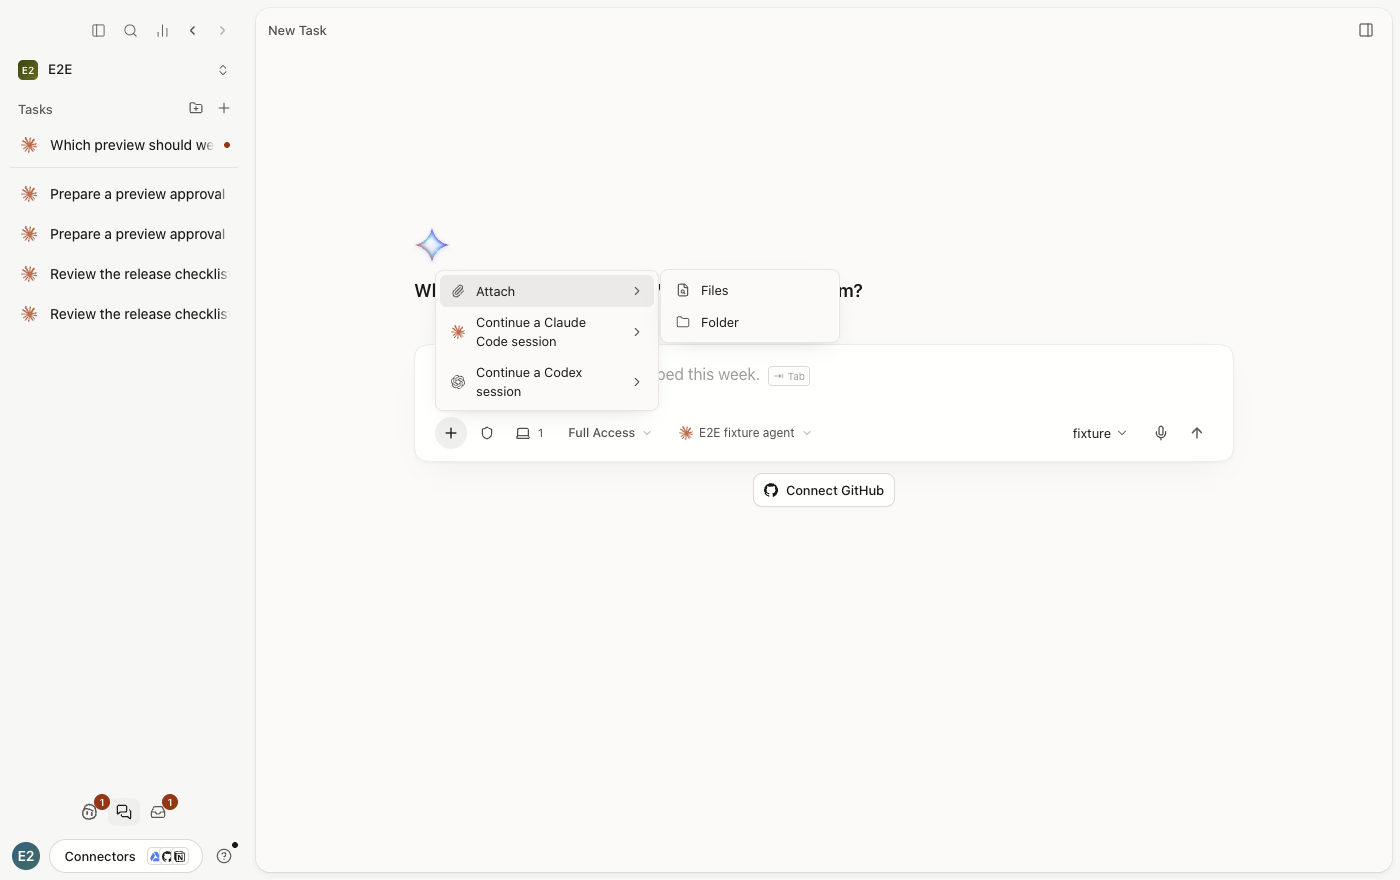 New Task
E2 E2E
Tasks
Which preview should we
Prepare a preview approval
Prepare a preview approval
Review the release checklis
Review the release checklis
m?
Attach
Continue a Claude
Code session
Continue a Codex
session
Files
Folder
this week.
Tab
1
Full Access
E2E fixture agent
fixture
Connect GitHub
1
1
E2
Connectors